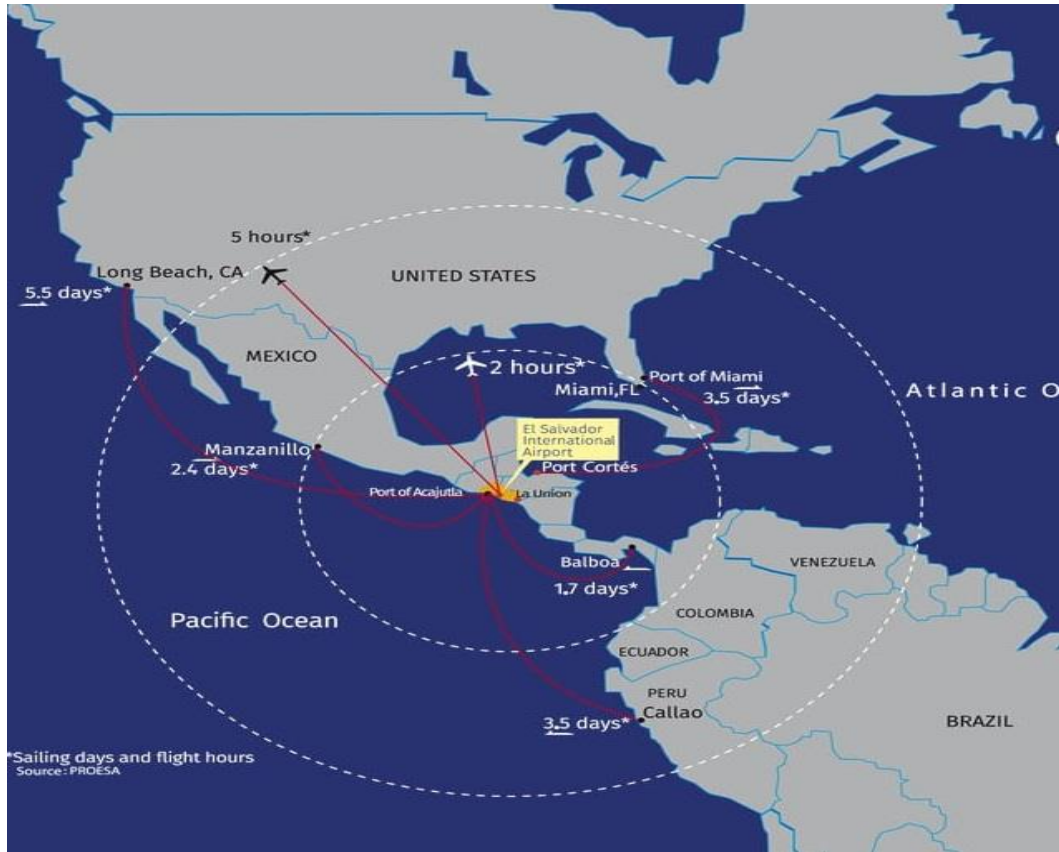 5 hours*
Long Beach, CA
UNITED STATES
5.5 days*
MEXICO
2 hours*
Port of Miami
Miami,FL
3.5 days*
Atlantic O
El Salvador
International
Airport
Manzanillo
2.4 days*
Port Cortés
Port of Acajutla
La Union
Balboa
VENEZUELA
1.7 days*
COLOMBIA
Pacific Ocean
ECUADOR
PERU
Callao
3.5 days*
BRAZIL
*Sailing days and flight hours
Source: PROESA